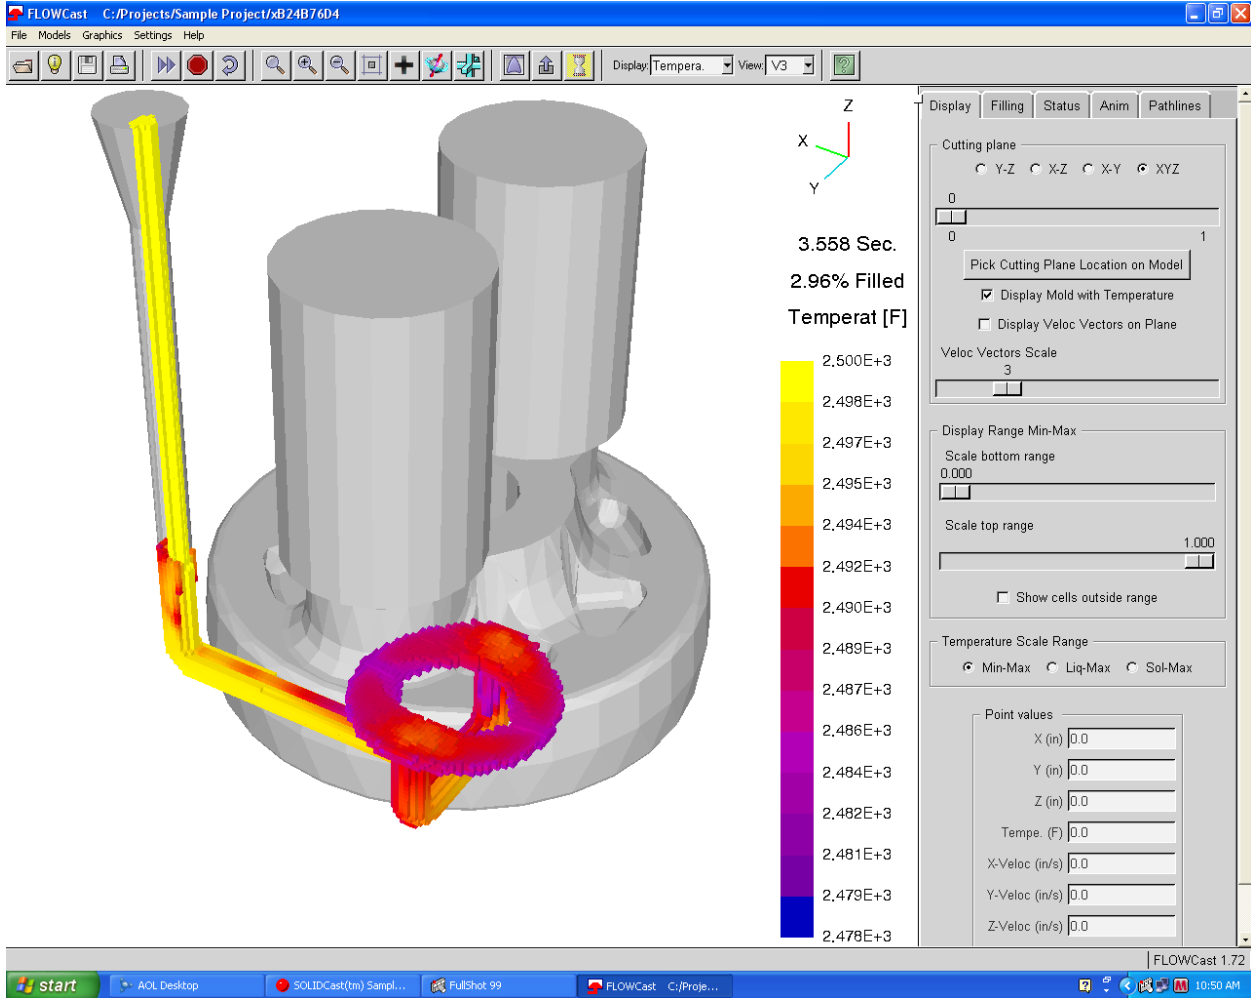 FLOWCast C:/Projects/Sample Project/xB24B76D4
File Models Graphics Settings Help
Display: Tempera. View: V3
Display Filling Status Anim Pathlines
Cutting plane
Y-Z X-Z X-Y XYZ
0
0 1
Pick Cutting Plane Location on Model
Display Mold with Temperature
Display Veloc Vectors on Plane
Veloc Vectors Scale
3
Display Range Min-Max
Scale bottom range
0.000
Scale top range
1.000
Show cells outside range
Temperature Scale Range
Min-Max Liq-Max Sol-Max
Point values
X (in) 0.0
Y (in) 0.0
Z (in) 0.0
Tempe. (F) 0.0
X-Veloc (in/s) 0.0
Y-Veloc (in/s) 0.0
Z-Veloc (in/s) 0.0
Z
X
Y
3.558 Sec.
2.96% Filled
Temperat [F]
2.500E+3
2.498E+3
2.497E+3
2.495E+3
2.494E+3
2.492E+3
2.490E+3
2.489E+3
2.487E+3
2.486E+3
2.484E+3
2.482E+3
2.481E+3
2.479E+3
2.478E+3
FLOWCast 1.72
start AOL Desktop SOLIDCast(tm) Sampl... FullShot 99 FLOWCast C:/Proje... 10:50 AM